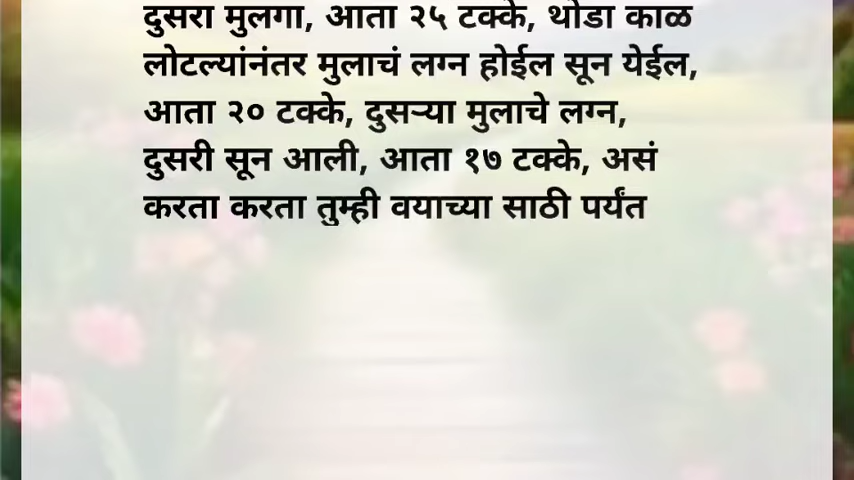 दुसरा मुलगा, आता २५ टक्के, थोडा काळ
लोटल्यांनंतर मुलाचं लग्न होईल सून येईल,
आता २० टक्के, दुसऱ्या मुलाचे लग्न,
दुसरी सून आली, आता १७ टक्के, असं
करता करता तुम्ही वयाच्या साठी पर्यंत